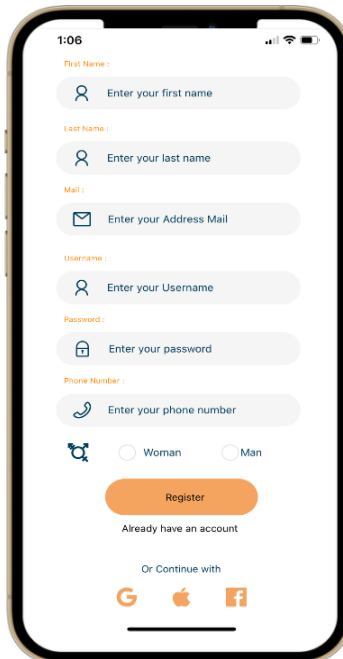 1:06
First Name :
Enter your first name
Last Name :
Enter your last name
Mail :
Enter your Address Mail
Username :
Enter your Username
Password :
Enter your password
Phone Number :
Enter your phone number
Woman Man
Register
Already have an account
Or Continue with